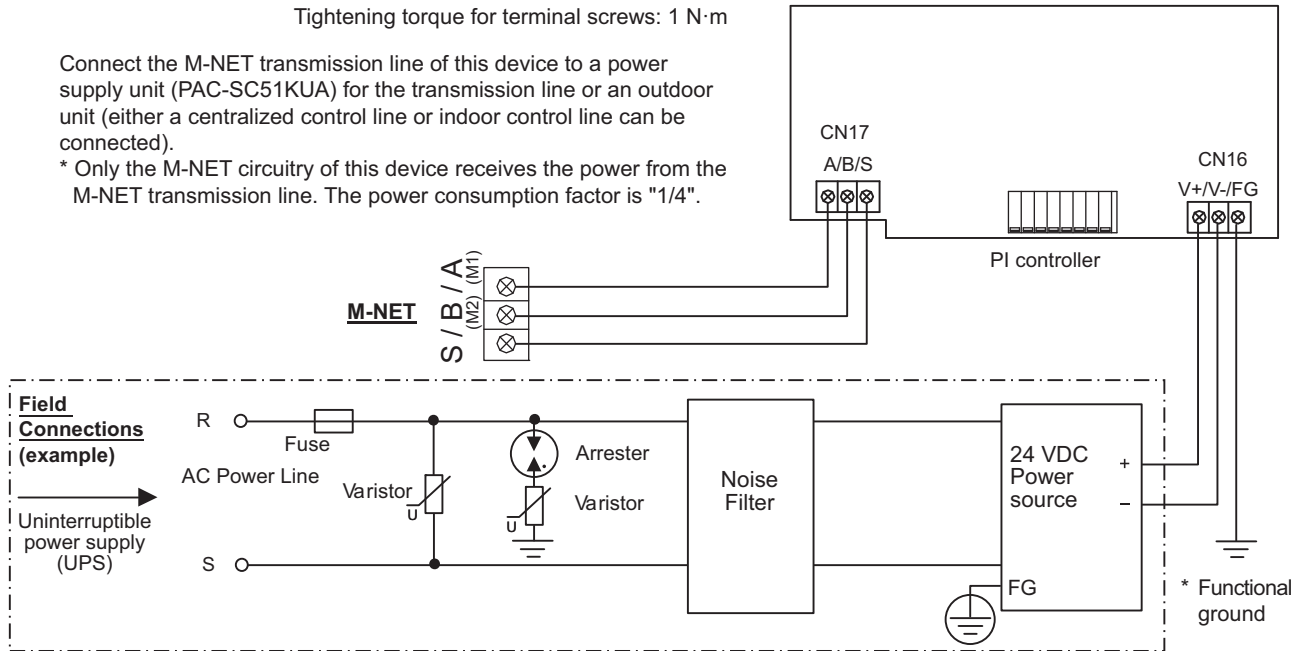 Tightening torque for terminal screws: 1 N·m
Connect the M-NET transmission line of this device to a power
supply unit (PAC-SC51KUA) for the transmission line or an outdoor
unit (either a centralized control line or indoor control line can be
connected).
* Only the M-NET circuitry of this device receives the power from the
M-NET transmission line. The power consumption factor is "1/4".
CN17
A/B/S
CN16
V+/V-/FG
PI controller
M-NET
S / B / A
(M2) (M1)
Field
Connections
(example)
Uninterruptible
power supply
(UPS)
R
Fuse
AC Power Line
S
Varistor
U
Arrester
Varistor
U
Noise
Filter
24 VDC
Power
source
+
–
FG
* Functional
ground